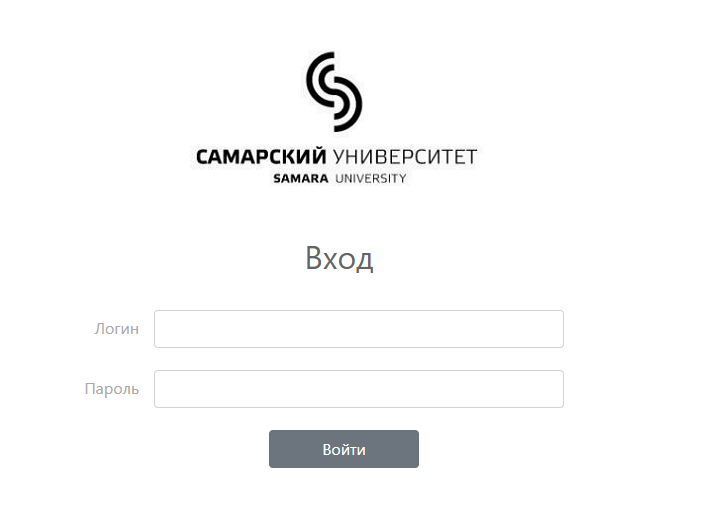 САМАРСКИЙ УНИВЕРСИТЕТ
SAMARA UNIVERSITY
Вход
Логин
Пароль
Войти